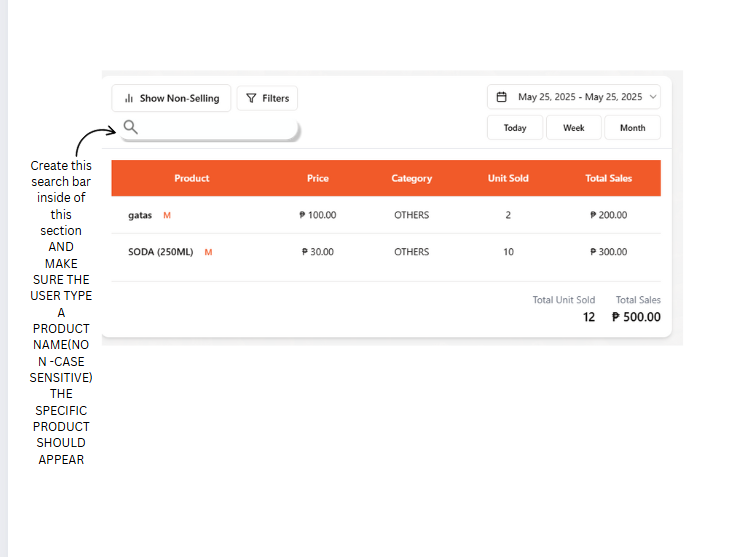 Show Non-Selling
Filters
May 25, 2025 - May 25, 2025
Today
Week
Month
Create this
search bar
inside of
this
section
AND
MAKE
SURE THE
USER TYPE
A
PRODUCT
NAME(NO
N -CASE
SENSITIVE)
THE
SPECIFIC
PRODUCT
SHOULD
APPEAR
Product Price Category Unit Sold Total Sales
gatas M ₱ 100.00 OTHERS 2 ₱ 200.00
SODA (250ML) M ₱ 30.00 OTHERS 10 ₱ 300.00
Total Unit Sold Total Sales
12 ₱ 500.00